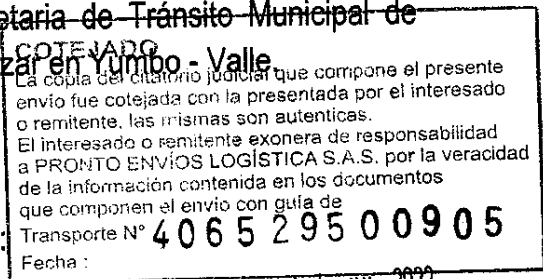 etaria de Tránsito Municipal de
COTEJADO
zar en Yumbo - Valle.
La copia del citatorio judicial que compone el presente
envío fue cotejada con la presentada por el interesado
o remitente, las mismas son autenticas.
El interesado o remitente exonera de responsabilidad
a PRONTO ENVÍOS LOGÍSTICA S.A.S. por la veracidad
de la información contenida en los documentos
que componen el envio con guía de
Transporte N° 406529500905
Fecha :
2022